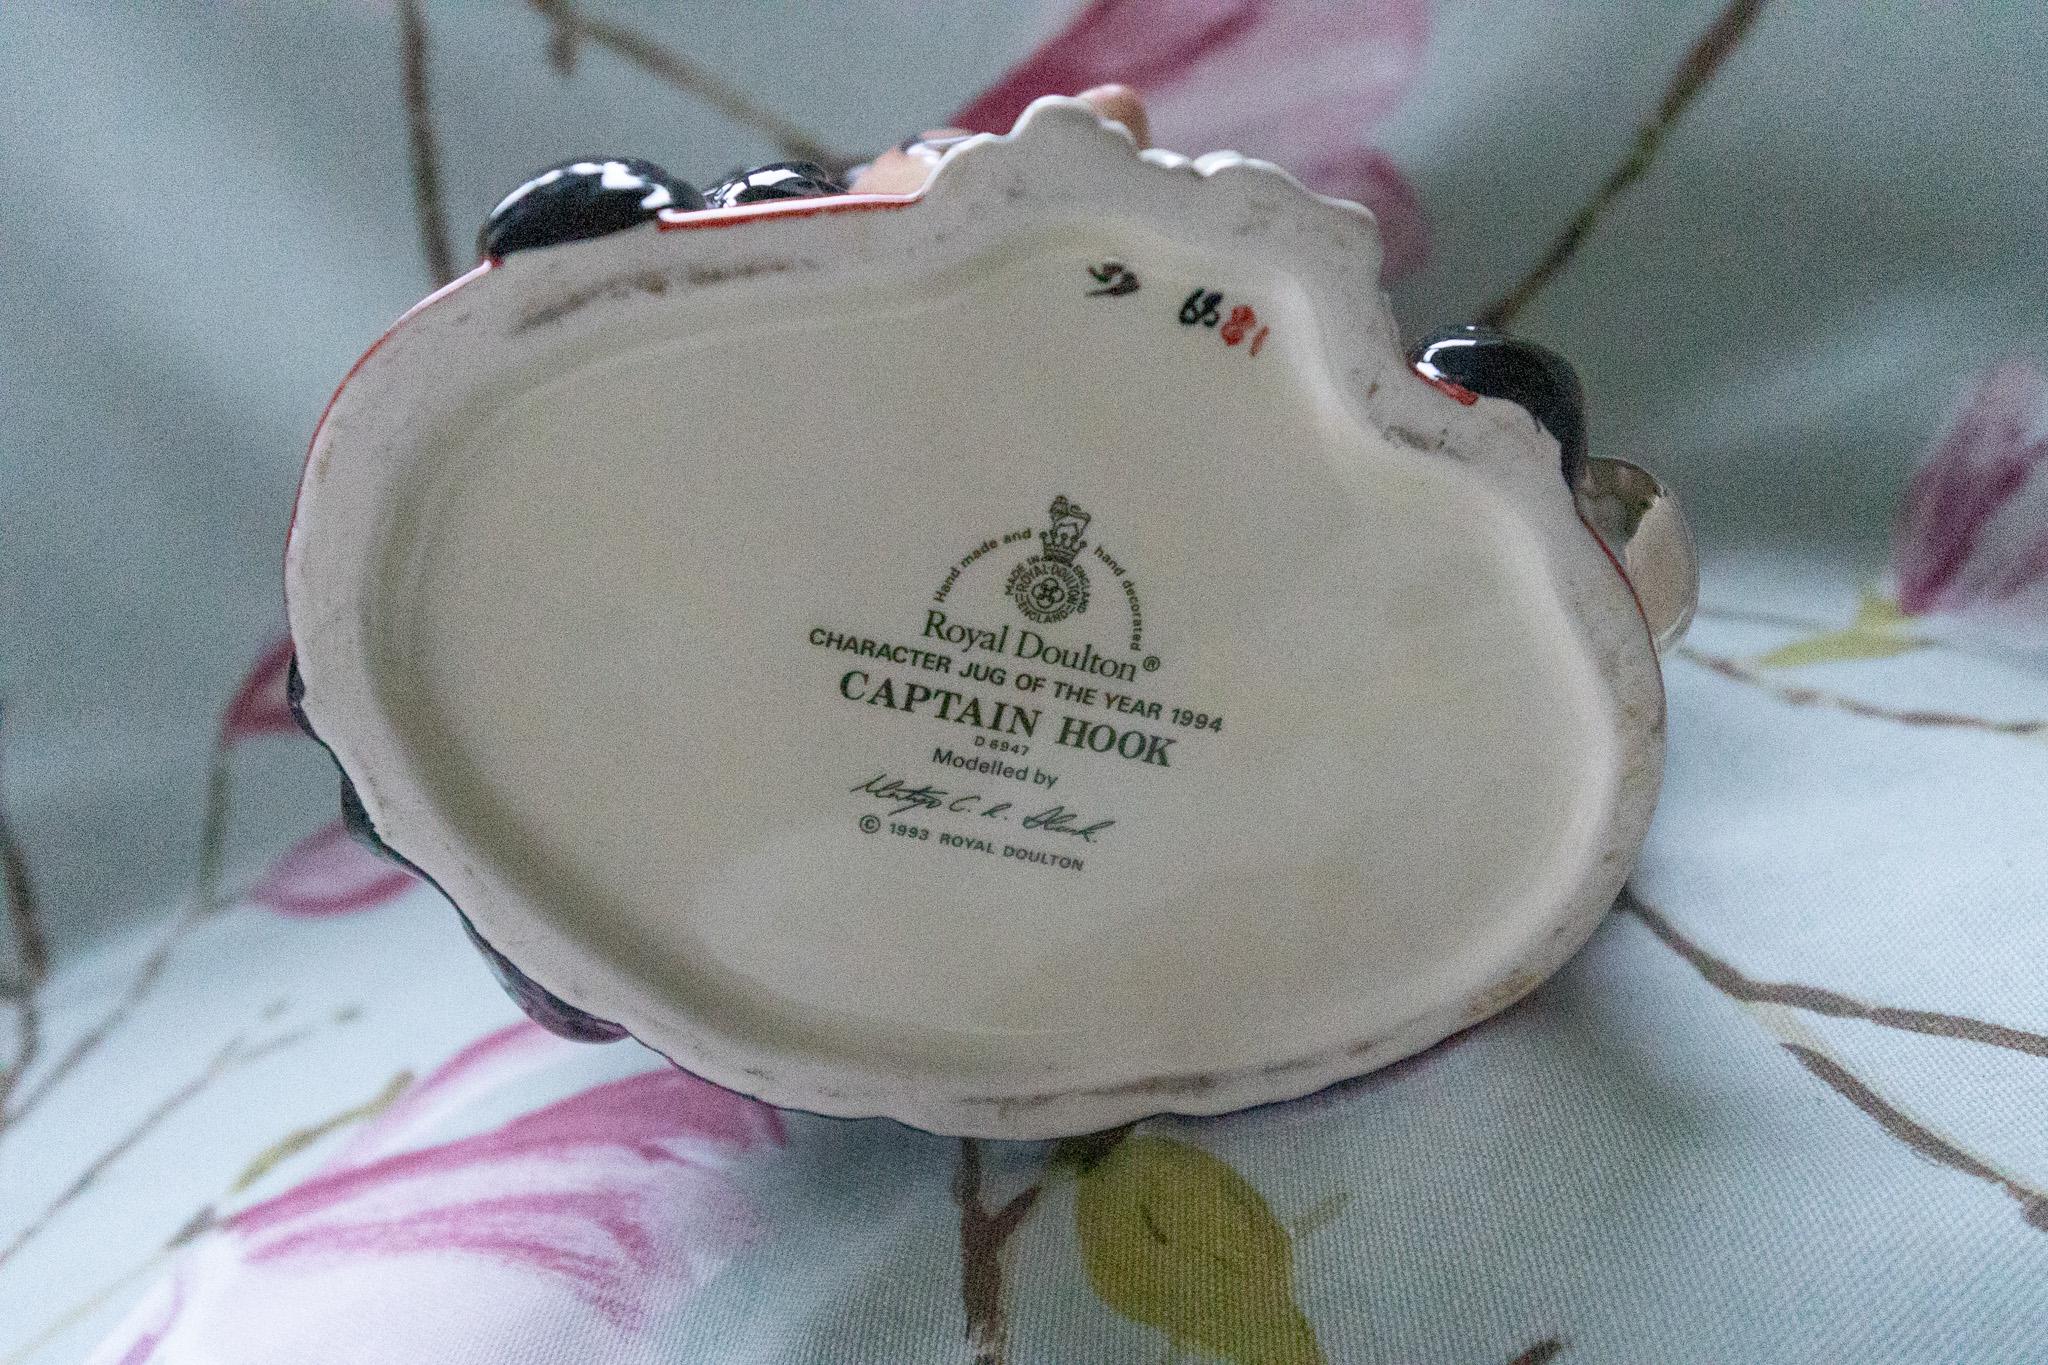 Hand made and hand decorated
MADE IN ENGLAND
ROYAL DOULTON
ENGLAND
Royal Doulton®
CHARACTER JUG OF THE YEAR 1994
CAPTAIN HOOK
D 6947
Modelled by
© 1993 ROYAL DOULTON